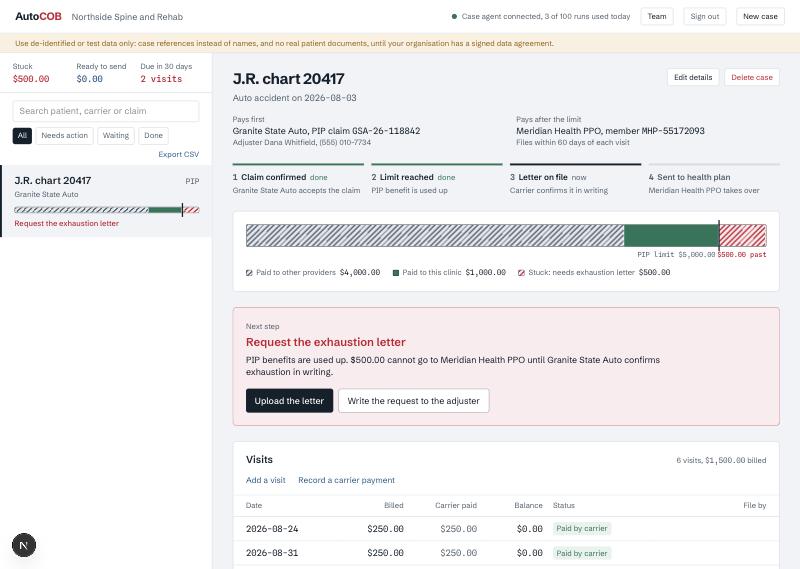 AutoCOB Northside Spine and Rehab
Case agent connected, 3 of 100 runs used today
Team
Sign out
New case
Use de-identified or test data only: case references instead of names, and no real patient documents, until your organisation has a signed data agreement.
Stuck
$500.00
Ready to send
$0.00
Due in 30 days
2 visits
Search patient, carrier or claim
All
Needs action
Waiting
Done
Export CSV
J.R. chart 20417 PIP
Granite State Auto
Request the exhaustion letter
J.R. chart 20417
Edit details
Delete case
Auto accident on 2026-08-03
Pays first
Granite State Auto, PIP claim GSA-26-118842
Adjuster Dana Whitfield, (555) 010-7734
Pays after the limit
Meridian Health PPO, member MHP-55172093
Files within 60 days of each visit
1 Claim confirmed done
Granite State Auto accepts the claim
2 Limit reached done
PIP benefit is used up
3 Letter on file now
Carrier confirms it in writing
4 Sent to health plan
Meridian Health PPO takes over
PIP limit $5,000.00 $500.00 past
Paid to other providers $4,000.00
Paid to this clinic $1,000.00
Stuck: needs exhaustion letter $500.00
Next step
Request the exhaustion letter
PIP benefits are used up. $500.00 cannot go to Meridian Health PPO until Granite State Auto confirms
exhaustion in writing.
Upload the letter
Write the request to the adjuster
Visits
6 visits, $1,500.00 billed
Add a visit
Record a carrier payment
Date Billed Carrier paid Balance Status File by
2026-08-24 $250.00 $250.00 $0.00 Paid by carrier
2026-08-31 $250.00 $250.00 $0.00 Paid by carrier
N